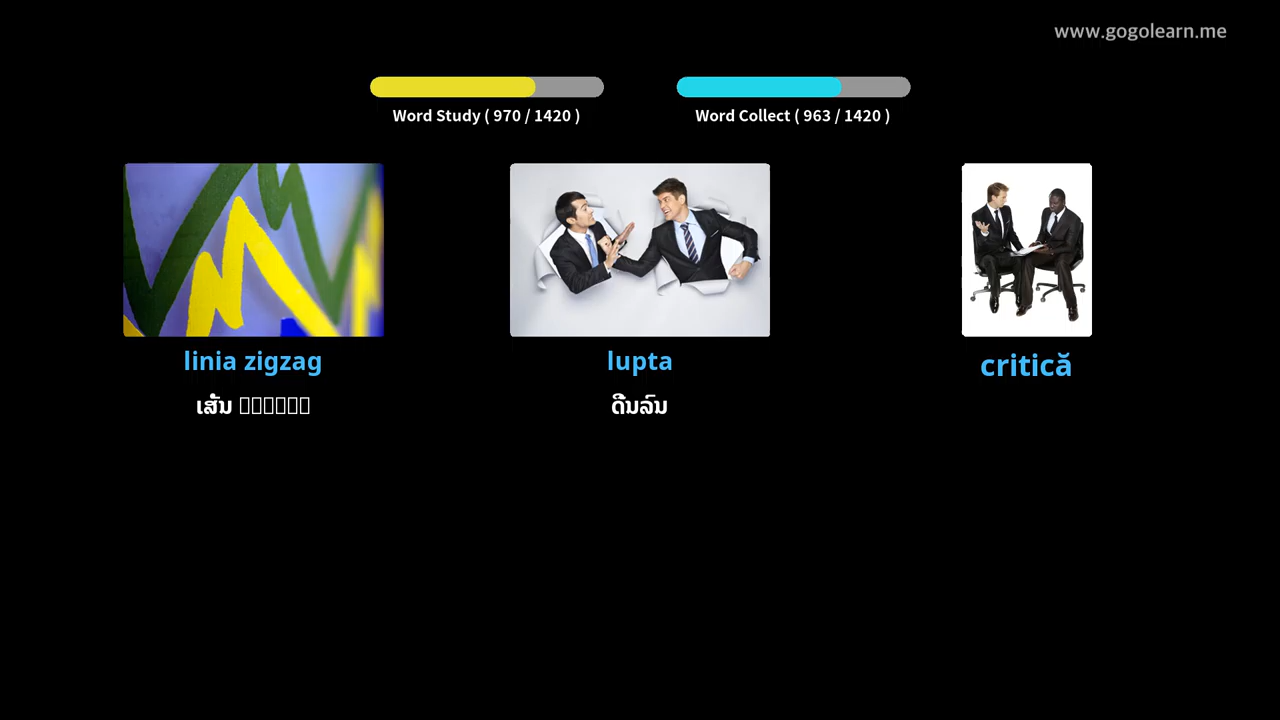 www.gogolearn.me
Word Study ( 970 / 1420 )
Word Collect ( 963 / 1420 )
linia zigzag
lupta
critică
ເສັ້ນ
ດີ້ນລົນ